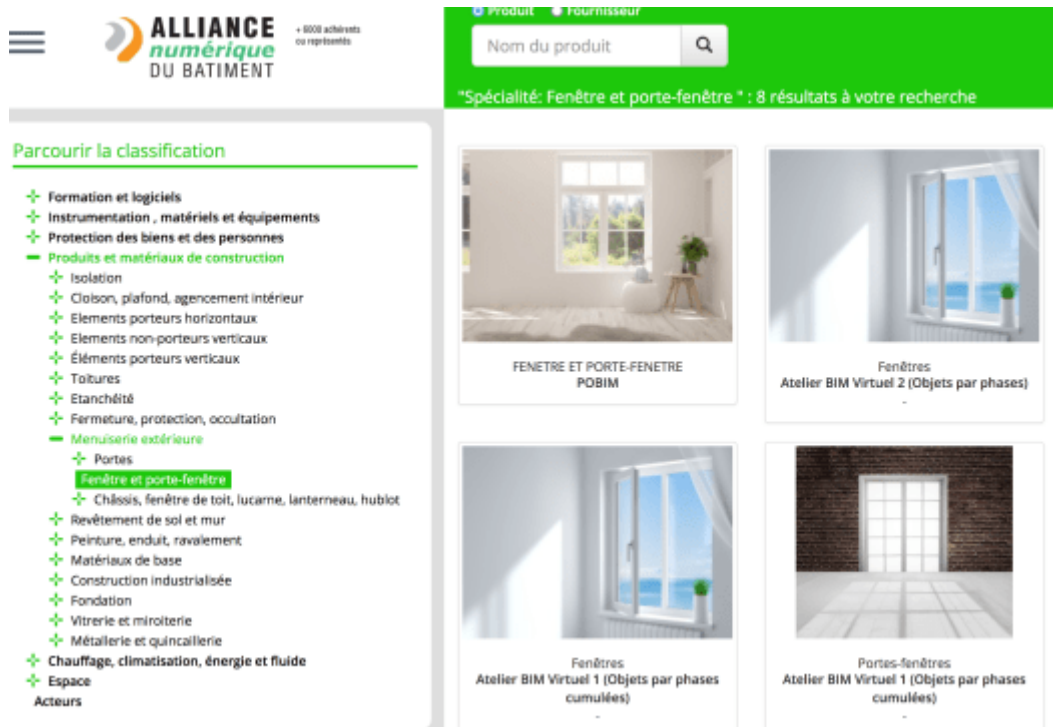 ALLIANCE
numérique
DU BATIMENT
+ 6000 adhérents
ou représentés
Produit Fournisseur
Nom du produit
"Spécialité: Fenêtre et porte-fenêtre " : 8 résultats à votre recherche
Parcourir la classification
Formation et logiciels
Instrumentation , matériels et équipements
Protection des biens et des personnes
Produits et matériaux de construction
Isolation
Cloison, plafond, agencement intérieur
Elements porteurs horizontaux
Elements non-porteurs verticaux
Éléments porteurs verticaux
Toitures
Etanchéité
Fermeture, protection, occultation
Menuiserie extérieure
Portes
Fenêtre et porte-fenêtre
Châssis, fenêtre de toit, lucarne, lanterneau, hublot
Revêtement de sol et mur
Peinture, enduit, ravalement
Matériaux de base
Construction industrialisée
Fondation
Vitrerie et miroiterie
Métallerie et quincaillerie
Chauffage, climatisation, énergie et fluide
Espace
Acteurs
FENETRE ET PORTE-FENETRE
POBIM
Fenêtres
Atelier BIM Virtuel 2 (Objets par phases)
-
Fenêtres
Atelier BIM Virtuel 1 (Objets par phases
cumulées)
-
Portes-fenêtres
Atelier BIM Virtuel 1 (Objets par phases
cumulées)
-